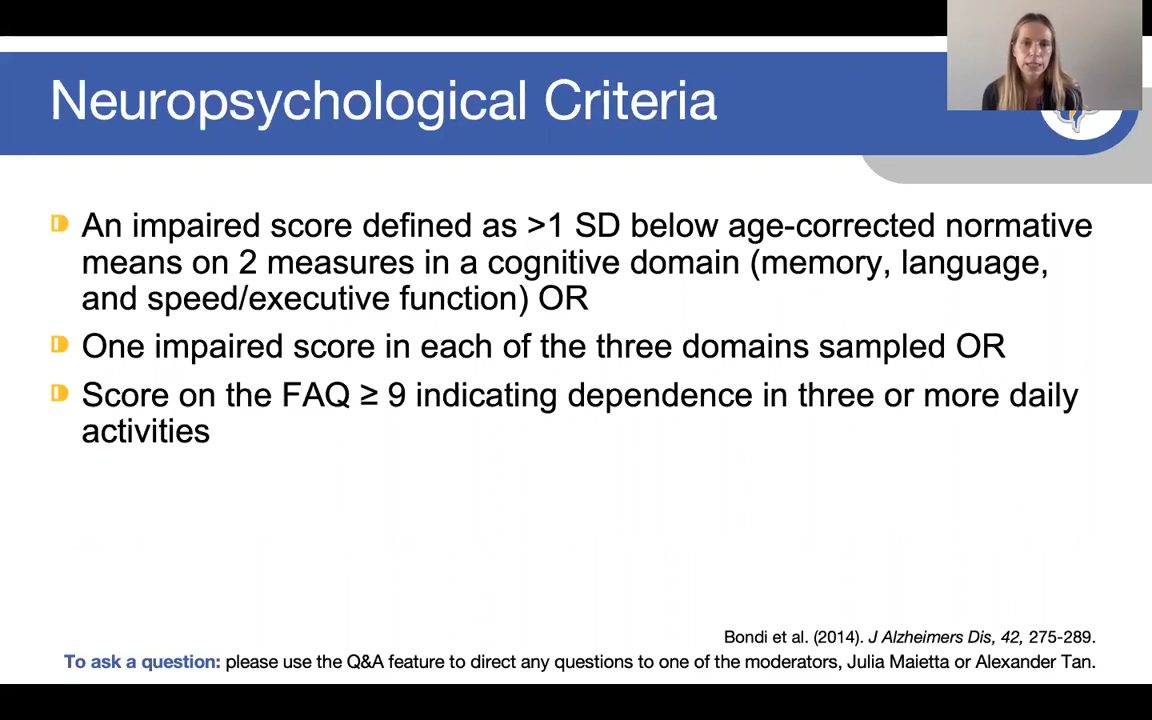 Neuropsychological Criteria
An impaired score defined as >1 SD below age-corrected normative
means on 2 measures in a cognitive domain (memory, language,
and speed/executive function) OR
One impaired score in each of the three domains sampled OR
Score on the FAQ ≥ 9 indicating dependence in three or more daily
activities
Bondi et al. (2014). J Alzheimers Dis, 42, 275-289.
To ask a question: please use the Q&A feature to direct any questions to one of the moderators, Julia Maietta or Alexander Tan.